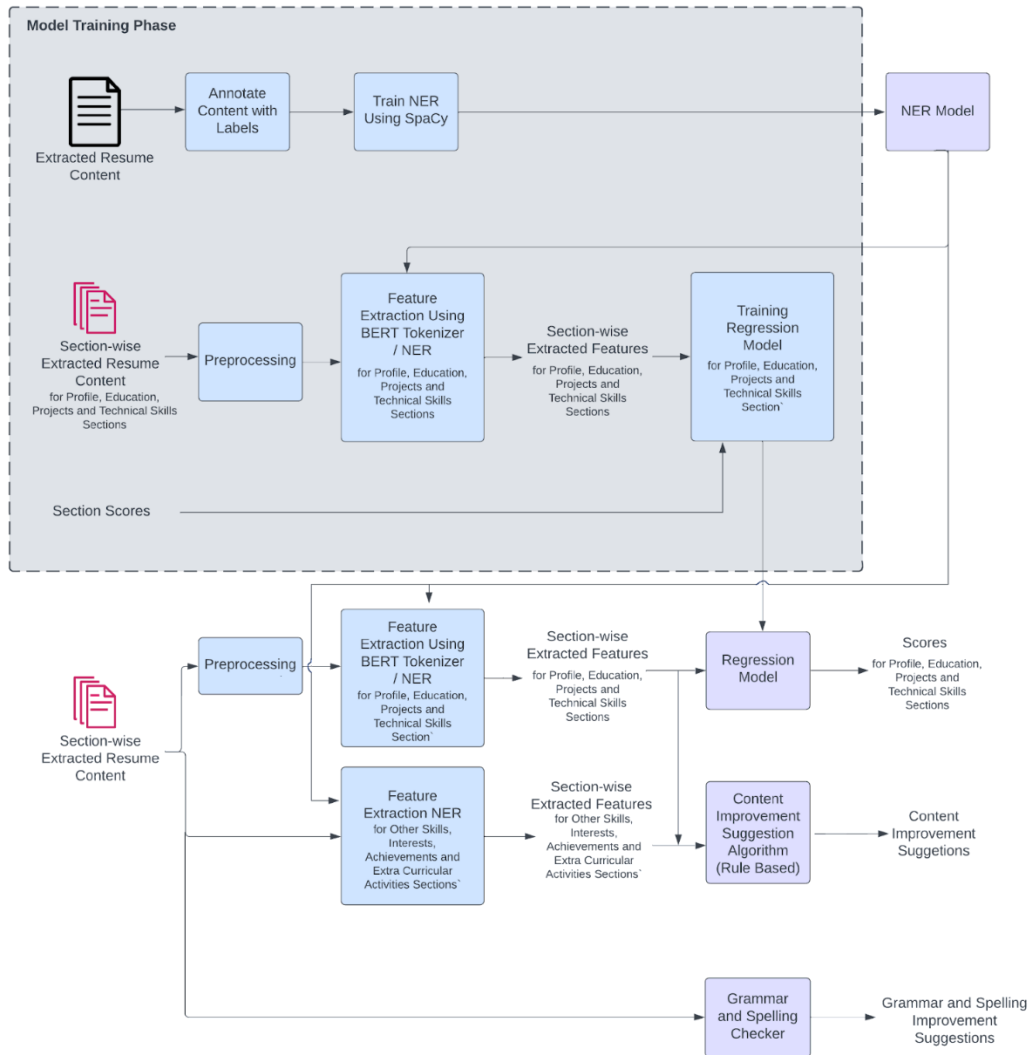 Model Training Phase
Extracted Resume
Content
Annotate
Content with
Labels
Train NER
Using SpaCy
NER Model
Section-wise
Extracted Resume
Content
for Profile, Education,
Projects and Technical Skills
Sections
Preprocessing
Feature
Extraction Using
BERT Tokenizer
/ NER
for Profile, Education,
Projects and
Technical Skills
Sections
Section-wise
Extracted Features
for Profile, Education,
Projects and
Technical Skills
Sections
Training
Regression
Model
for Profile, Education,
Projects and
Technical Skills
Section`
Section Scores
Section-wise
Extracted Resume
Content
Preprocessing
Feature
Extraction Using
BERT Tokenizer
/ NER
for Profile, Education,
Projects and
Technical Skills
Section`
Section-wise
Extracted Features
for Profile, Education,
Projects and
Technical Skills
Sections
Regression
Model
Scores
for Profile, Education,
Projects and
Technical Skills
Sections
Feature
Extraction NER
for Other Skills,
Interests,
Achievements and
Extra Curricular
Activities Sections`
Section-wise
Extracted Features
for Other Skills,
Interests,
Achievements and
Extra Curricular
Activities Sections`
Content
Improvement
Suggestion
Algorithm
(Rule Based)
Content
Improvement
Suggetions
Grammar
and Spelling
Checker
Grammar and Spelling
Improvement
Suggestions